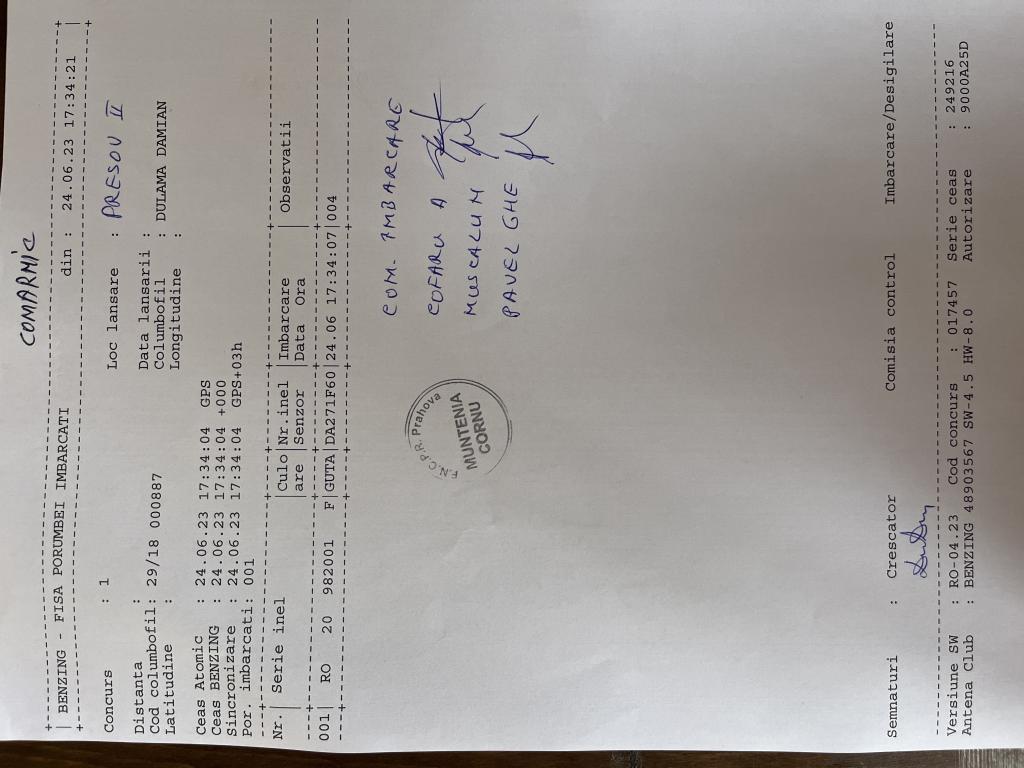 COMARNIC
BENZING - FISA PORUMBEI IMBARCATI din : 24.06.23 17:34:21
Concurs : 1 Loc lansare : PRESOV II
Distanta : Data lansarii :
Cod columbofil: 29/18 000887 Columbofil : DULAMA DAMIAN
Latitudine : Longitudine :
Ceas Atomic : 24.06.23 17:34:04 GPS
Ceas BENZING : 24.06.23 17:34:04 +000
Sincronizare : 24.06.23 17:34:04 GPS+03h
Por. imbarcati: 001
Nr.| Serie inel |Culo|Nr.inel |Imbarcare | Observatii
are |Senzor |Data Ora |
001| RO 20 982001 F|GUTA|DA271F60|24.06 17:34:07|004
COM. IMBARCARE
COFARU A
MUSCALU M
PAVEL GHE
F.N.C.P.R. Prahova
MUNTENIA
CORNU
Semnaturi : Crescator Comisia control Imbarcare/Desigilare
Versiune SW : RO-04.23 Cod concurs : 017457 Serie ceas : 249216
Antena Club : BENZING 48903567 SW-4.5 HW-8.0 Autorizare : 9000A25D